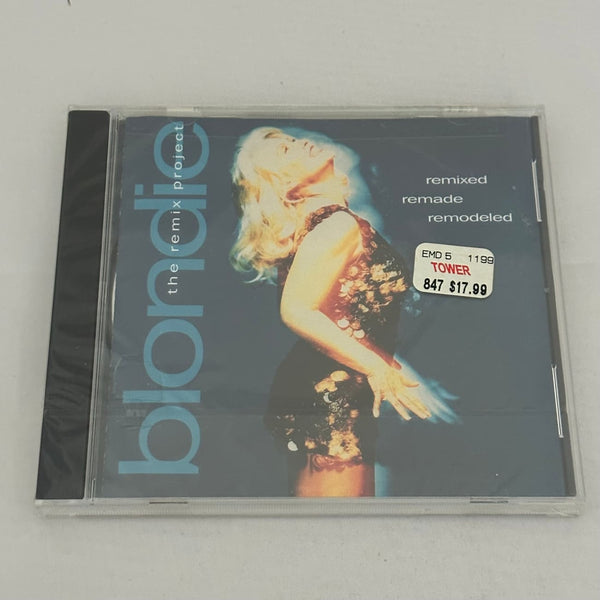 blondie
the remix project
remixed
remade
remodeled
EMD 5 1199
TOWER
847 $17.99